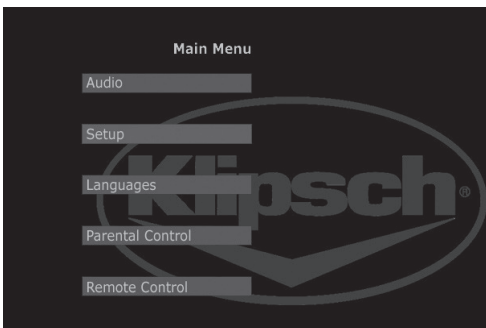 Main Menu
Audio
Setup
Languages
Parental Control
Remote Control
Klipsch®